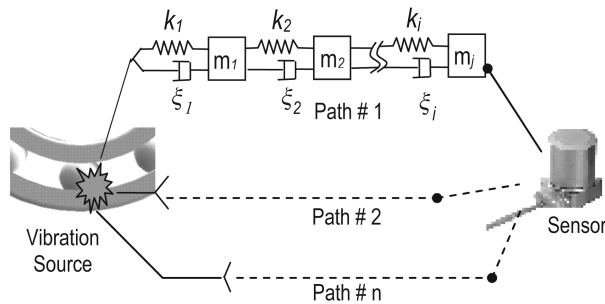 k1 k2 ki
m1 m2 mj
ξ1 ξ2 ξi
Path # 1
Path # 2
Vibration
Source
Sensor
Path # n